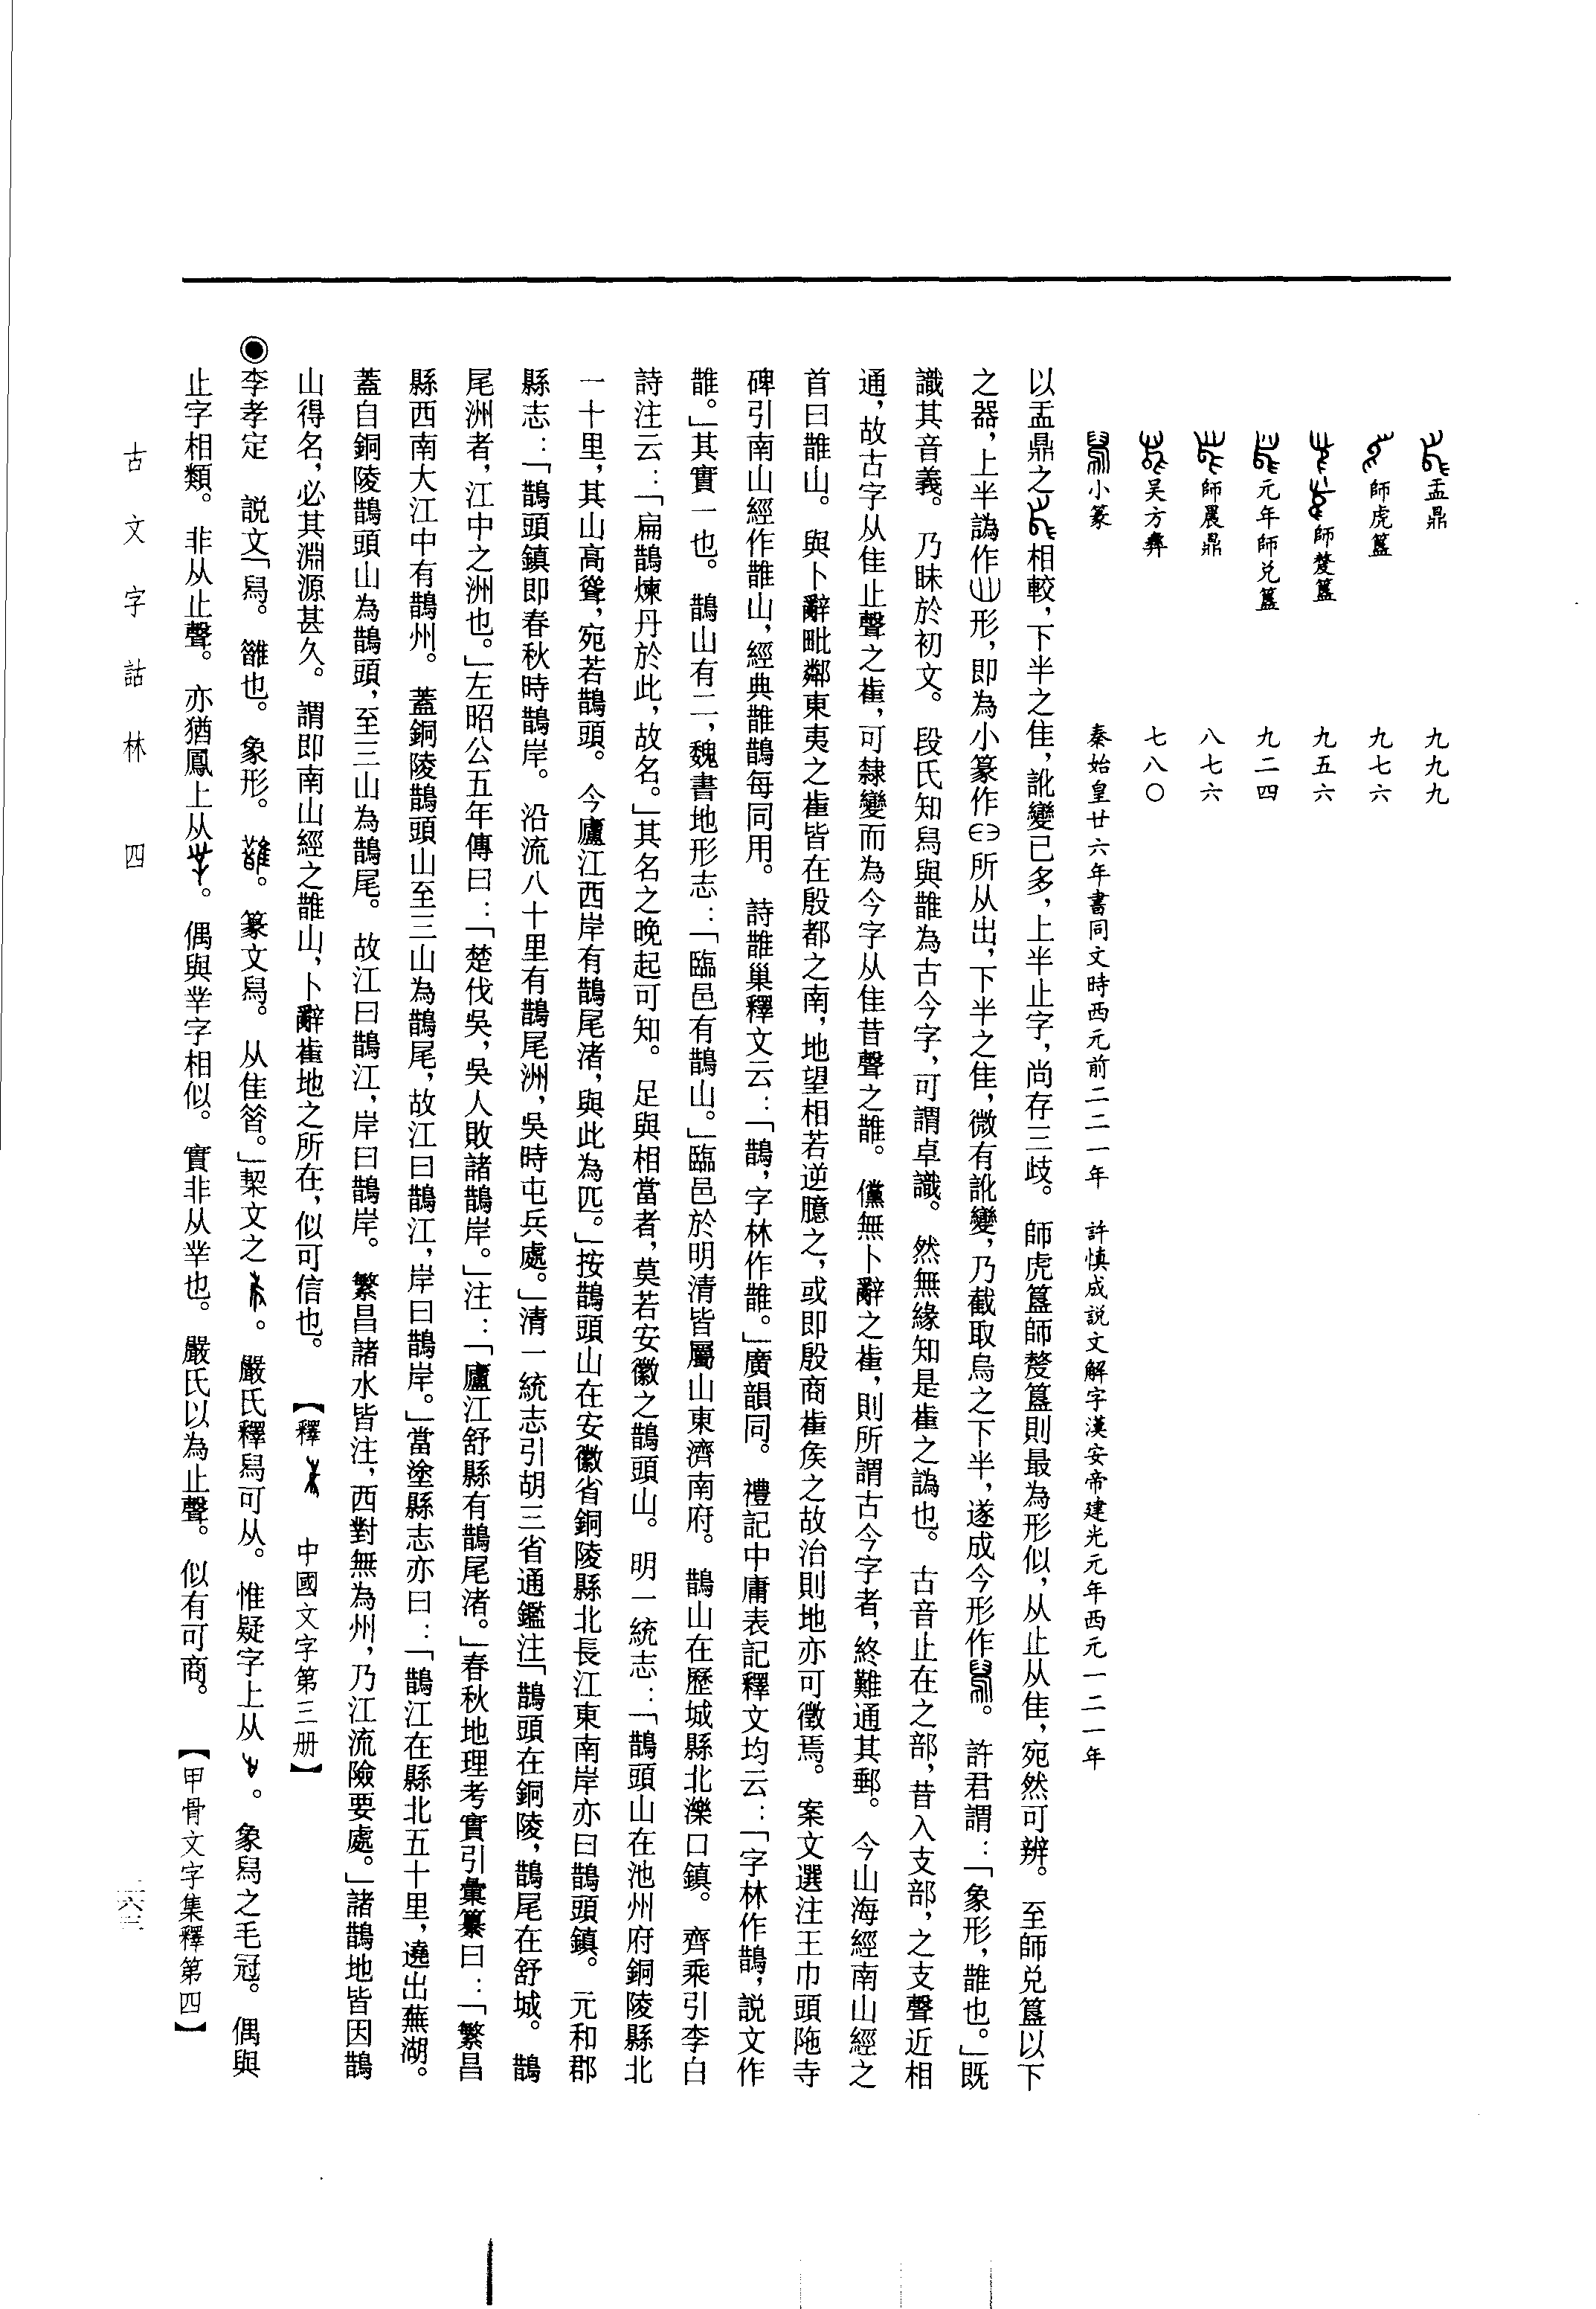 盂鼎 九九九
師虎簋 九七六
師嫠簋 九五六
元年師兑簋 九二四
師晨鼎 八七六
吴方彝 七八〇
小篆 秦始皇廿六年書同文時西元前二二一年 許慎成説文解字漢安帝建光元年西元一二一年
以盂鼎之相較，下半之隹，訛變已多，上半止字，尚存三歧。師虎簋師嫠簋則最為形似，从止从隹，宛然可辨。至師兑簋以下
之器，上半譌作形，即為小篆作所从出，下半之隹，微有訛變，乃截取烏之下半，遂成今形作。許君謂：「象形，䧿也。」既
識其音義。乃昧於初文。段氏知舄與䧿為古今字，可謂卓識。然無緣知是之譌也。古音止在之部，昔入支部，之支聲近相
通，故古字从隹止聲之，可隸變而為今字从隹昔聲之䧿。儻無卜辭之，則所謂古今字者，終難通其郵。今山海經南山經之
首曰䧿山。與卜辭毗鄰東夷之皆在殷都之南，地望相若逆臆之，或即殷商侯之故治則地亦可徵焉。案文選注王巾頭陁寺
碑引南山經作䧿山，經典䧿鵲每同用。詩䧿巢釋文云：「鵲，字林作䧿。」廣韻同。禮記中庸表記釋文均云：「字林作鵲，説文作
䧿。」其實一也。鵲山有二，魏書地形志：「臨邑有鵲山。」臨邑於明清皆屬山東濟南府。鵲山在歷城縣北濼口鎮。齊乘引李白
詩注云：「扁鵲煉丹於此，故名。」其名之晚起可知。足與相當者，莫若安徽之鵲頭山。明一統志：「鵲頭山在池州府銅陵縣北
一十里，其山高聳，宛若鵲頭。今廬江西岸有鵲尾渚，與此為匹。」按鵲頭山在安徽省銅陵縣北長江東南岸亦曰鵲頭鎮。元和郡
縣志：「鵲頭鎮即春秋時鵲岸。沿流八十里有鵲尾洲，吳時屯兵處。」清一統志引胡三省通鑑注「鵲頭在銅陵，鵲尾在舒城。鵲
尾洲者，江中之洲也。」左昭公五年傳曰：「楚伐吳，吳人敗諸鵲岸。」注：「廬江舒縣有鵲尾渚。」春秋地理考實引彙纂曰：「繁昌
縣西南大江中有鵲州。蓋銅陵鵲頭山至三山為鵲尾，故江曰鵲江，岸曰鵲岸。」當塗縣志亦曰：「鵲江在縣北五十里，遶出蕪湖。
蓋自銅陵鵲頭山為鵲頭，至三山為鵲尾。故江曰鵲江，岸曰鵲岸。繁昌諸水皆注，西對無為州，乃江流險要處。」諸鵲地皆因鵲
山得名，必其淵源甚久。謂即南山經之䧿山，卜辭地之所在，似可信也。【釋 中國文字第三册】
◉李孝定 説文「舄。雒也。象形。。篆文舄。从隹䇎。」栔文之。嚴氏釋舄可从。惟疑字上从。象舄之毛冠。偶與
止字相類。非从止聲。亦猶鳳上从。偶與丵字相似。實非从丵也。嚴氏以為止聲。似有可商。【甲骨文字集釋第四】
古文字詁林 四